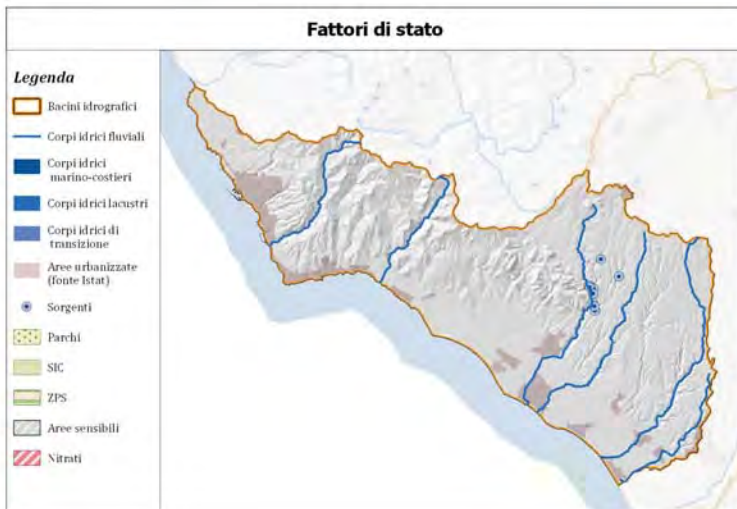 Fattori di stato
Legenda
Bacini idrografici
Corpi idrici fluviali
Corpi idrici
marino-costieri
Corpi idrici lacustri
Corpi idrici di
transizione
Aree urbanizzate
(fonte Istat)
Sorgenti
Parchi
SIC
ZPS
Aree sensibili
Nitrati